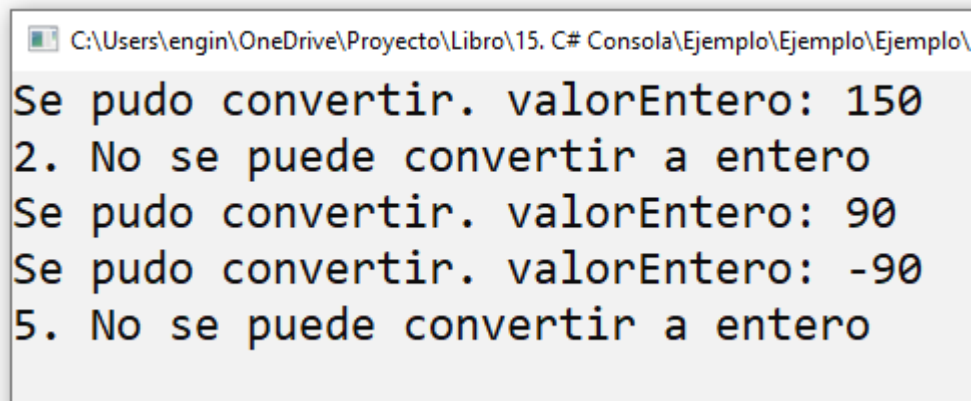 C:\Users\engin\OneDrive\Proyecto\Libro\15. C# Consola\Ejemplo\Ejemplo\Ejemplo\
Se pudo convertir. valorEntero: 150
2. No se puede convertir a entero
Se pudo convertir. valorEntero: 90
Se pudo convertir. valorEntero: -90
5. No se puede convertir a entero